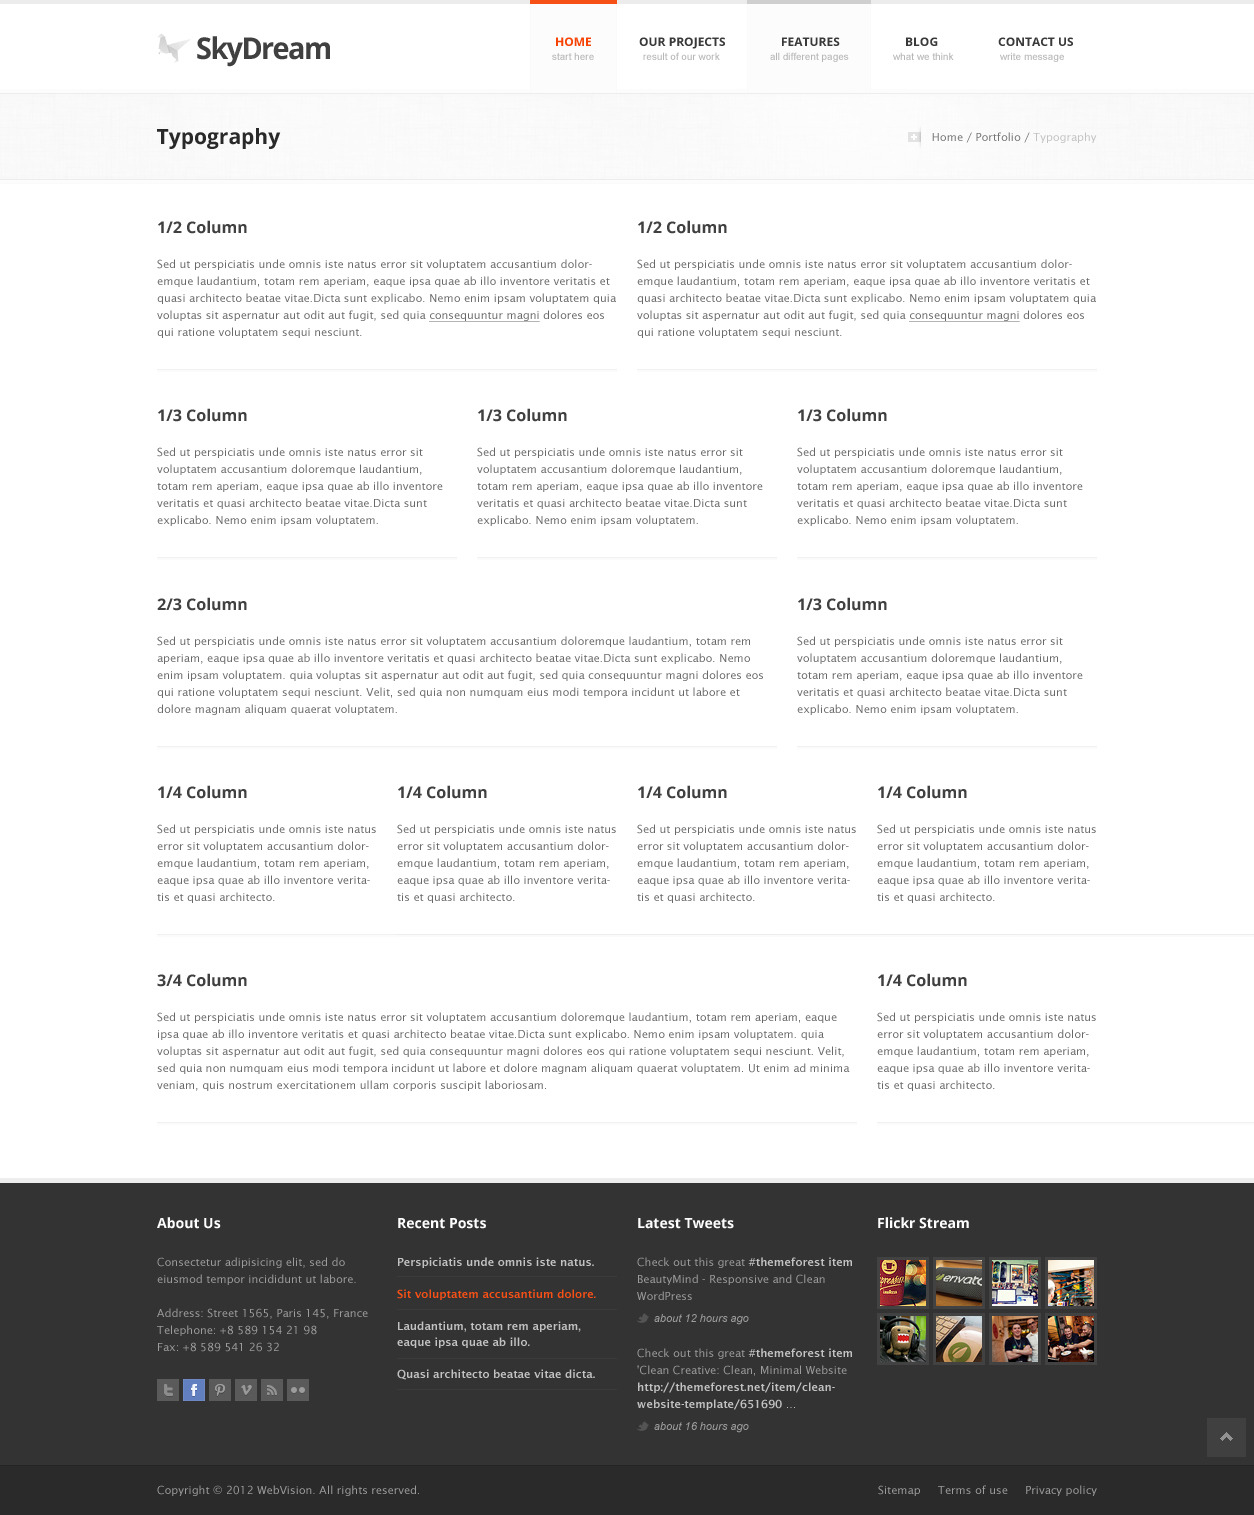 SkyDream
HOME
start here
OUR PROJECTS
result of our work
FEATURES
all different pages
BLOG
what we think
CONTACT US
write message
Typography
Home / Portfolio / Typography
1/2 Column
Sed ut perspiciatis unde omnis iste natus error sit voluptatem accusantium dolor-
emque laudantium, totam rem aperiam, eaque ipsa quae ab illo inventore veritatis et
quasi architecto beatae vitae.Dicta sunt explicabo. Nemo enim ipsam voluptatem quia
voluptas sit aspernatur aut odit aut fugit, sed quia consequuntur magni dolores eos
qui ratione voluptatem sequi nesciunt.
1/2 Column
Sed ut perspiciatis unde omnis iste natus error sit voluptatem accusantium dolor-
emque laudantium, totam rem aperiam, eaque ipsa quae ab illo inventore veritatis et
quasi architecto beatae vitae.Dicta sunt explicabo. Nemo enim ipsam voluptatem quia
voluptas sit aspernatur aut odit aut fugit, sed quia consequuntur magni dolores eos
qui ratione voluptatem sequi nesciunt.
1/3 Column
Sed ut perspiciatis unde omnis iste natus error sit
voluptatem accusantium doloremque laudantium,
totam rem aperiam, eaque ipsa quae ab illo inventore
veritatis et quasi architecto beatae vitae.Dicta sunt
explicabo. Nemo enim ipsam voluptatem.
1/3 Column
Sed ut perspiciatis unde omnis iste natus error sit
voluptatem accusantium doloremque laudantium,
totam rem aperiam, eaque ipsa quae ab illo inventore
veritatis et quasi architecto beatae vitae.Dicta sunt
explicabo. Nemo enim ipsam voluptatem.
1/3 Column
Sed ut perspiciatis unde omnis iste natus error sit
voluptatem accusantium doloremque laudantium,
totam rem aperiam, eaque ipsa quae ab illo inventore
veritatis et quasi architecto beatae vitae.Dicta sunt
explicabo. Nemo enim ipsam voluptatem.
2/3 Column
Sed ut perspiciatis unde omnis iste natus error sit voluptatem accusantium doloremque laudantium, totam rem
aperiam, eaque ipsa quae ab illo inventore veritatis et quasi architecto beatae vitae.Dicta sunt explicabo. Nemo
enim ipsam voluptatem. quia voluptas sit aspernatur aut odit aut fugit, sed quia consequuntur magni dolores eos
qui ratione voluptatem sequi nesciunt. Velit, sed quia non numquam eius modi tempora incidunt ut labore et
dolore magnam aliquam quaerat voluptatem.
1/3 Column
Sed ut perspiciatis unde omnis iste natus error sit
voluptatem accusantium doloremque laudantium,
totam rem aperiam, eaque ipsa quae ab illo inventore
veritatis et quasi architecto beatae vitae.Dicta sunt
explicabo. Nemo enim ipsam voluptatem.
1/4 Column
Sed ut perspiciatis unde omnis iste natus
error sit voluptatem accusantium dolor-
emque laudantium, totam rem aperiam,
eaque ipsa quae ab illo inventore verita-
tis et quasi architecto.
1/4 Column
Sed ut perspiciatis unde omnis iste natus
error sit voluptatem accusantium dolor-
emque laudantium, totam rem aperiam,
eaque ipsa quae ab illo inventore verita-
tis et quasi architecto.
1/4 Column
Sed ut perspiciatis unde omnis iste natus
error sit voluptatem accusantium dolor-
emque laudantium, totam rem aperiam,
eaque ipsa quae ab illo inventore verita-
tis et quasi architecto.
1/4 Column
Sed ut perspiciatis unde omnis iste natus
error sit voluptatem accusantium dolor-
emque laudantium, totam rem aperiam,
eaque ipsa quae ab illo inventore verita-
tis et quasi architecto.
3/4 Column
Sed ut perspiciatis unde omnis iste natus error sit voluptatem accusantium doloremque laudantium, totam rem aperiam, eaque
ipsa quae ab illo inventore veritatis et quasi architecto beatae vitae.Dicta sunt explicabo. Nemo enim ipsam voluptatem. quia
voluptas sit aspernatur aut odit aut fugit, sed quia consequuntur magni dolores eos qui ratione voluptatem sequi nesciunt. Velit,
sed quia non numquam eius modi tempora incidunt ut labore et dolore magnam aliquam quaerat voluptatem. Ut enim ad minima
veniam, quis nostrum exercitationem ullam corporis suscipit laboriosam.
1/4 Column
Sed ut perspiciatis unde omnis iste natus
error sit voluptatem accusantium dolor-
emque laudantium, totam rem aperiam,
eaque ipsa quae ab illo inventore verita-
tis et quasi architecto.
About Us
Consectetur adipisicing elit, sed do
eiusmod tempor incididunt ut labore.
Address: Street 1565, Paris 145, France
Telephone: +8 589 154 21 98
Fax: +8 589 541 26 32
Recent Posts
Perspiciatis unde omnis iste natus.
Sit voluptatem accusantium dolore.
Laudantium, totam rem aperiam,
eaque ipsa quae ab illo.
Quasi architecto beatae vitae dicta.
Latest Tweets
Check out this great #themeforest item
BeautyMind - Responsive and Clean
WordPress
about 12 hours ago
Check out this great #themeforest item
'Clean Creative: Clean, Minimal Website
http://themeforest.net/item/clean-
website-template/651690 ...
about 16 hours ago
Flickr Stream
envato
Copyright © 2012 WebVision. All rights reserved.
Sitemap
Terms of use
Privacy policy